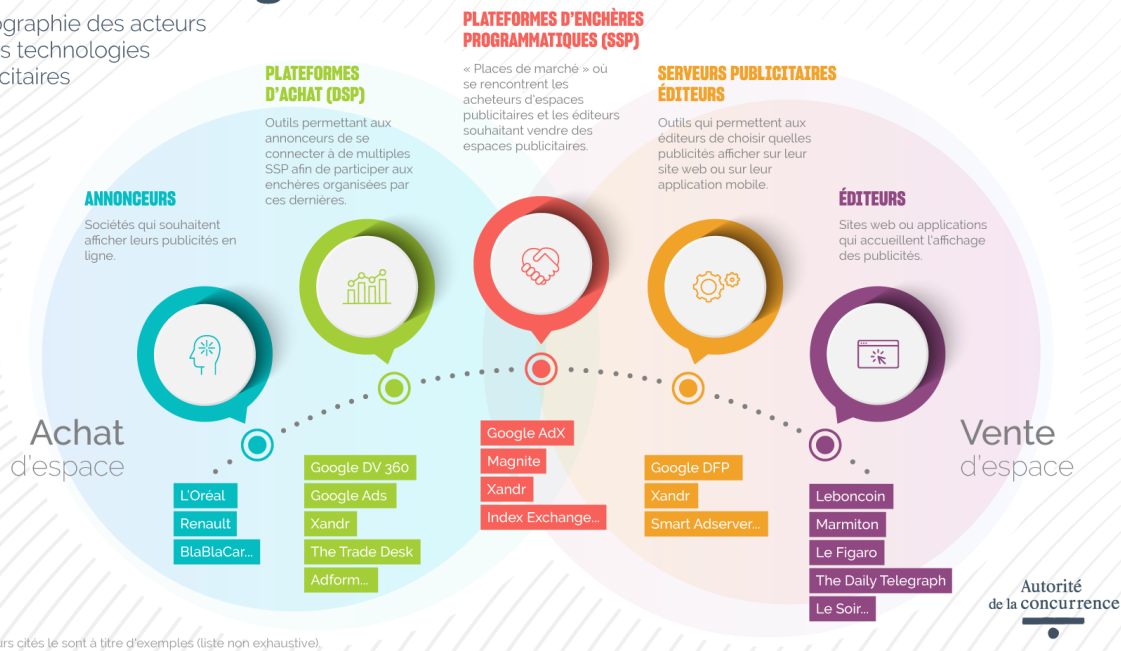 ographie des acteurs
s technologies
citaires
PLATEFORMES D'ENCHÈRES
PROGRAMMATIQUES (SSP)
« Places de marché » où
se rencontrent les
acheteurs d'espaces
publicitaires et les éditeurs
souhaitant vendre des
espaces publicitaires.
PLATEFORMES
D'ACHAT (DSP)
Outils permettant aux
annonceurs de se
connecter à de multiples
SSP afin de participer aux
enchères organisées par
ces dernières.
SERVEURS PUBLICITAIRES
ÉDITEURS
Outils qui permettent aux
éditeurs de choisir quelles
publicités afficher sur leur
site web ou sur leur
application mobile.
ANNONCEURS
Sociétés qui souhaitent
afficher leurs publicités en
ligne.
ÉDITEURS
Sites web ou applications
qui accueillent l'affichage
des publicités.
Achat
d'espace
Vente
d'espace
L'Oréal
Renault
BlaBlaCar...
Google DV 360
Google Ads
Xandr
The Trade Desk
Adform...
Google AdX
Magnite
Xandr
Index Exchange...
Google DFP
Xandr
Smart Adserver...
Leboncoin
Marmiton
Le Figaro
The Daily Telegraph
Le Soir...
Autorité
de la concurrence
urs cités le sont à titre d'exemples (liste non exhaustive).